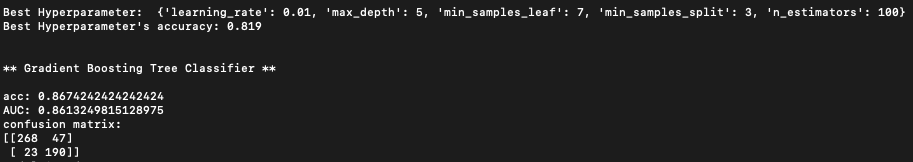 Best Hyperparameter:  {'learning_rate': 0.01, 'max_depth': 5, 'min_samples_leaf': 7, 'min_samples_split': 3, 'n_estimators': 100}
Best Hyperparameter's accuracy: 0.819
** Gradient Boosting Tree Classifier **
acc: 0.8674242424242424
AUC: 0.8613249815128975
confusion matrix:
[[268  47]
 [ 23 190]]